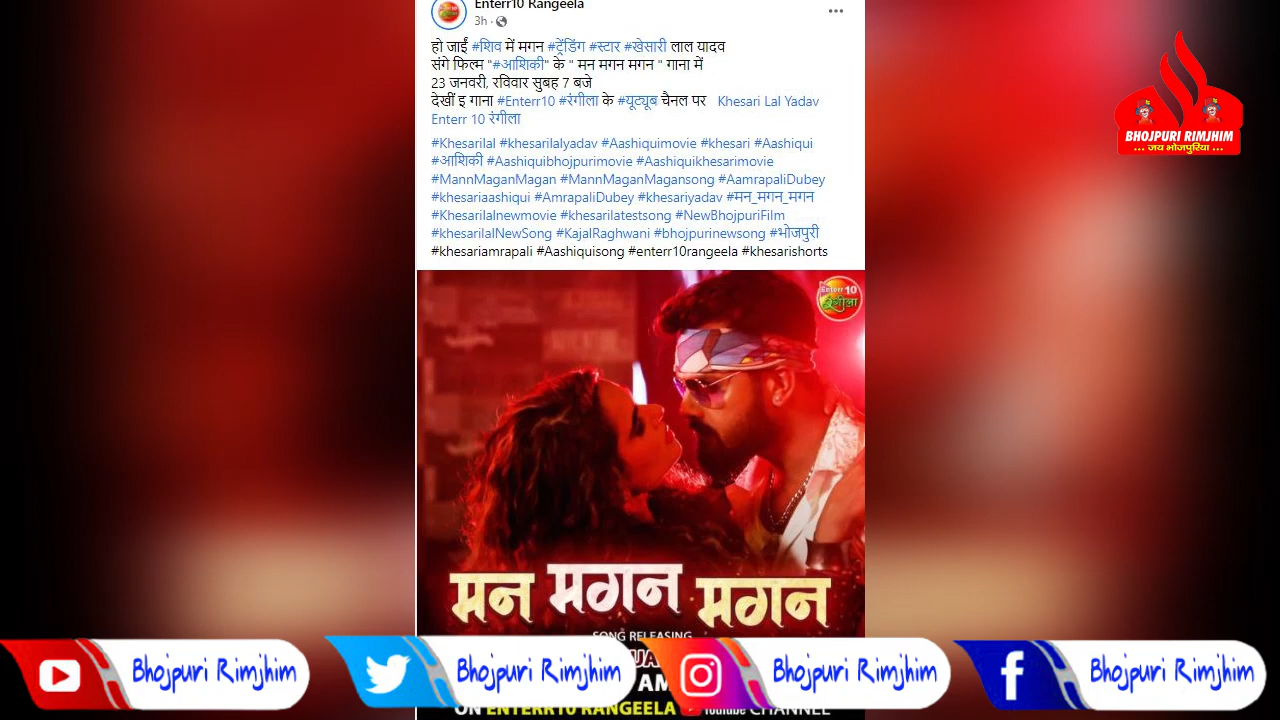 Enterr10 Rangeela
3h
हो जाईं #शिव में मगन #ट्रेंडिंग #स्टार #खेसारी लाल यादव
संगे फिल्म "#आशिकी" के " मन मगन मगन " गाना में
23 जनवरी, रविवार सुबह 7 बजे
देखीं इ गाना #Enterr10 #रंगीला के #यूट्यूब चैनल पर Khesari Lal Yadav
Enterr 10 रंगीला
#Khesarilal #khesarilalyadav #Aashiquimovie #khesari #Aashiqui
#आशिकी #Aashiquibhojpurimovie #Aashiquikhesarimovie
#MannMaganMagan #MannMaganMagansong #AamrapaliDubey
#khesariaashiqui #AmrapaliDubey #khesariyadav #मन_मगन_मगन
#Khesarilalnewmovie #khesarilatestsong #NewBhojpuriFilm
#khesarilalNewSong #KajalRaghwani #bhojpurinewsong #भोजपुरी
#khesariamrapali #Aashiquisong #enterr10rangeela #khesarishorts
BHOJPURI RIMJHIM
... जय भोजपुरिया ...
Enterr 10
रंगीला
मन मगन मगन
SONG RELEASING
AM
ON ENTERR10 RANGEELA YouTube CHANNEL
Bhojpuri Rimjhim
Bhojpuri Rimjhim
Bhojpuri Rimjhim
Bhojpuri Rimjhim